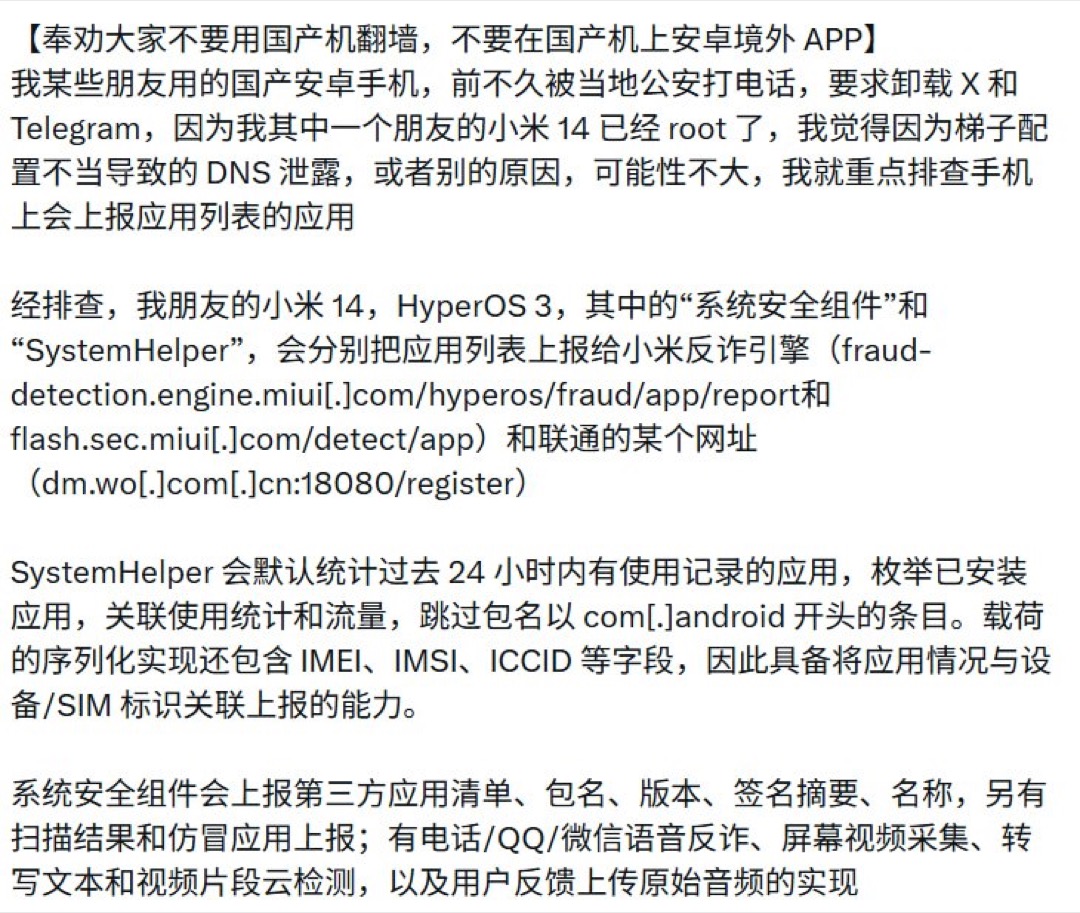 【奉劝大家不要用国产机翻墙，不要在国产机上安卓境外 APP】
我某些朋友用的国产安卓手机，前不久被当地公安打电话，要求卸载 X 和
Telegram，因为我其中一个朋友的小米 14 已经 root 了，我觉得因为梯子配
置不当导致的 DNS 泄露，或者别的原因，可能性不大，我就重点排查手机
上会上报应用列表的应用
经排查，我朋友的小米 14，HyperOS 3，其中的“系统安全组件”和
“SystemHelper”，会分别把应用列表上报给小米反诈引擎（fraud-
detection.engine.miui[.]com/hyperos/fraud/app/report和
flash.sec.miui[.]com/detect/app）和联通的某个网址
（dm.wo[.]com[.]cn:18080/register）
SystemHelper 会默认统计过去 24 小时内有使用记录的应用，枚举已安装
应用，关联使用统计和流量，跳过包名以 com[.]android 开头的条目。载荷
的序列化实现还包含 IMEI、IMSI、ICCID 等字段，因此具备将应用情况与设
备/SIM 标识关联上报的能力。
系统安全组件会上报第三方应用清单、包名、版本、签名摘要、名称，另有
扫描结果和仿冒应用上报；有电话/QQ/微信语音反诈、屏幕视频采集、转
写文本和视频片段云检测，以及用户反馈上传原始音频的实现